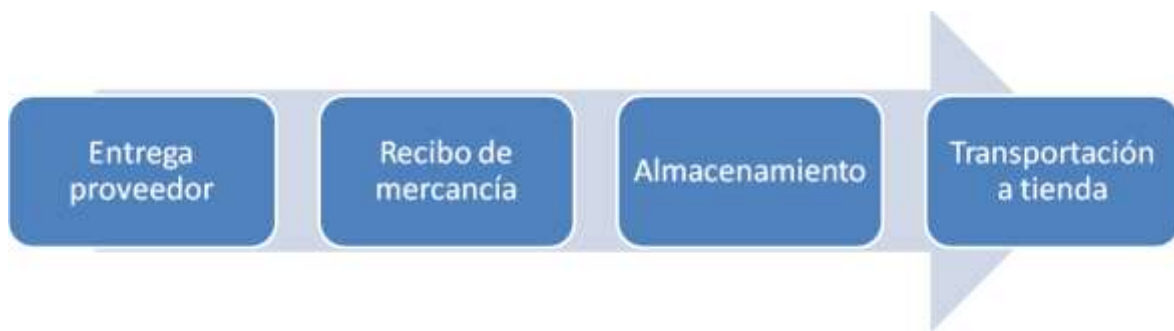 Entrega
proveedor
Recibo de
mercancía
Almacenamiento
Transportación
a tienda